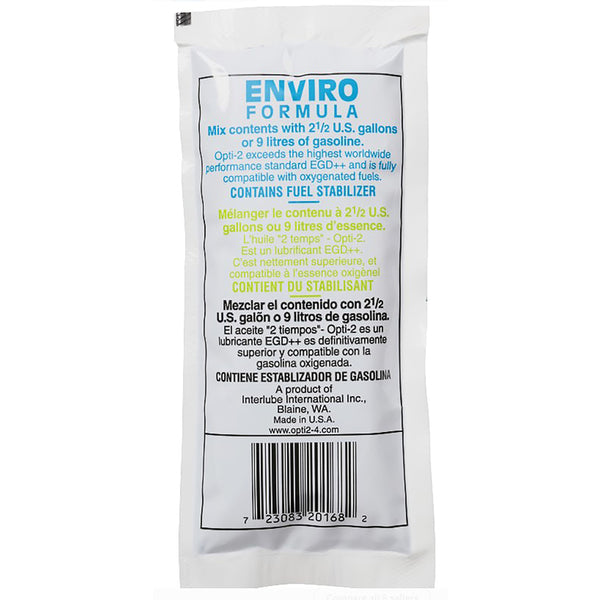 ENVIRO
FORMULA
Mix contents with 2 1/2 U.S. gallons
or 9 litres of gasoline.
Opti-2 exceeds the highest worldwide
performance standard EGD++ and is fully
compatible with oxygenated fuels.
CONTAINS FUEL STABILIZER
Mélanger le contenu à 2 1/2 U.S.
gallons ou 9 litres d'essence.
L'huile "2 temps" - Opti-2.
Est un lubrificant EGD++.
C'est nettement superieure, et
compatible à l'essence oxigènel
CONTIENT DU STABILISANT
Mezclar el contenido con 2 1/2
U.S. galón o 9 litros de gasolina.
El aceite "2 tiempos"- Opti-2 es un
lubricante EGD++ es definitivamente
superior y compatible con la
gasolina oxigenada.
CONTIENE ESTABLIZADOR DE GASOLINA
A product of
Interlube International Inc.,
Blaine, WA.
Made in U.S.A.
www.opti2-4.com
7 23083 20168 2